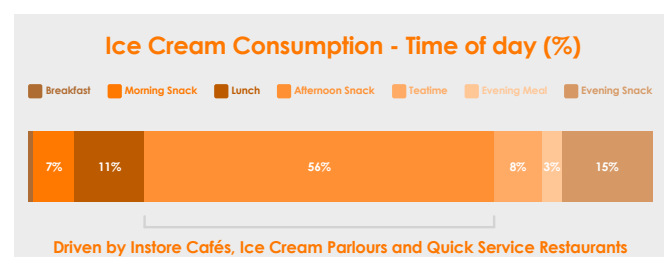 Ice Cream Consumption - Time of day (%)
Breakfast Morning Snack Lunch Afternoon Snack Teatime Evening Meal Evening Snack
7% 11% 56% 8% 3% 15%
Driven by Instore Cafés, Ice Cream Parlours and Quick Service Restaurants